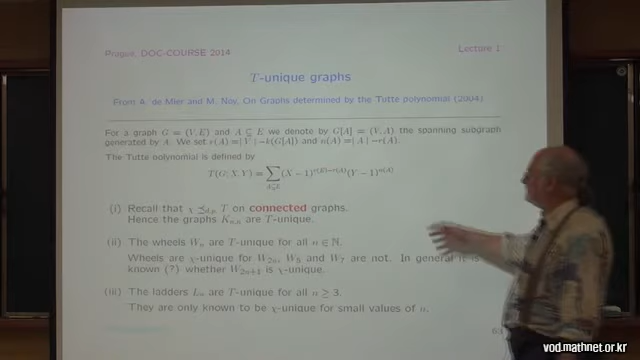 Prague, DOC-COURSE 2014
Lecture 1
T-unique graphs
From A. de Mier and M. Noy, On Graphs determined by the Tutte polynomial (2004)
For a graph G = (V, E) and A ⊆ E we denote by G[A] = (V, A) the spanning subgraph
generated by A. We set r(A) = |V| − k(G[A]) and n(A) = |A| − r(A).
The Tutte polynomial is defined by
T(G; X, Y) = ∑_{A⊆E} (X − 1)^{r(E)−r(A)} (Y − 1)^{n(A)}
(i) Recall that χ ⪯_{d.p.} T on connected graphs.
Hence the graphs K_{n,n} are T-unique.
(ii) The wheels W_n are T-unique for all n ∈ ℕ.
Wheels are χ-unique for W_{2n}, W_5 and W_7 are not. In general it is
known (?) whether W_{2n+1} is χ-unique.
(iii) The ladders L_n are T-unique for all n ≥ 3.
They are only known to be χ-unique for small values of n.
63
vod.mathnet.or.kr